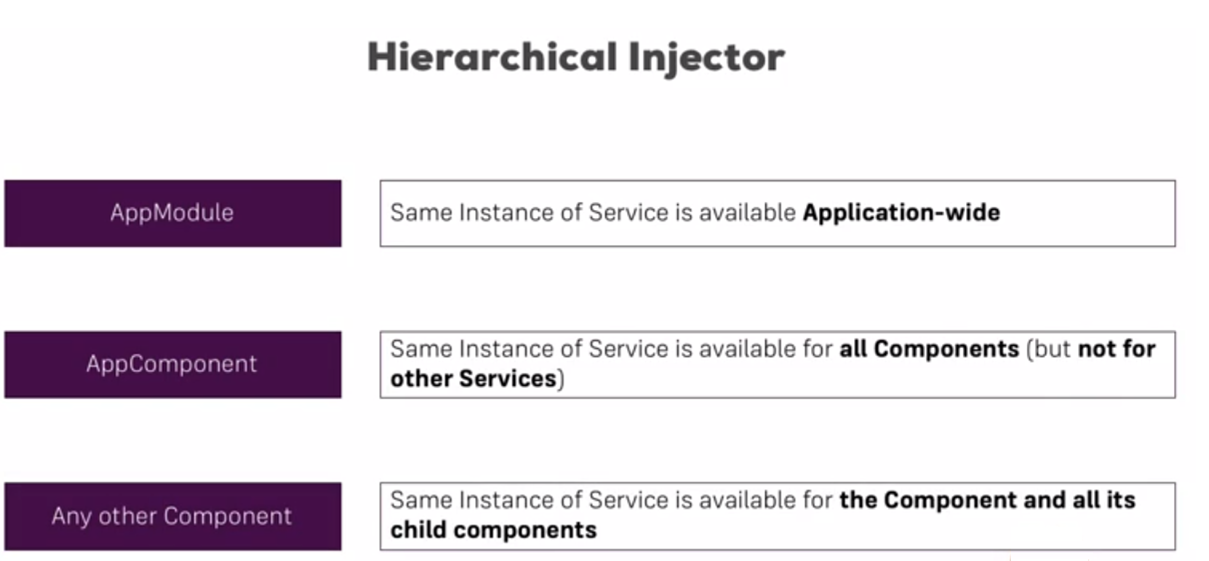 Hierarchical Injector
AppModule
Same Instance of Service is available Application-wide
AppComponent
Same Instance of Service is available for all Components (but not for
other Services)
Any other Component
Same Instance of Service is available for the Component and all its
child components